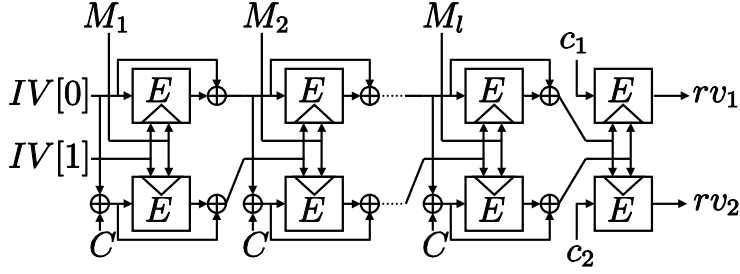 M₁ M₂ Mₗ c₁
IV[0] E E E E rv₁
IV[1]
E E E E rv₂
C C C c₂